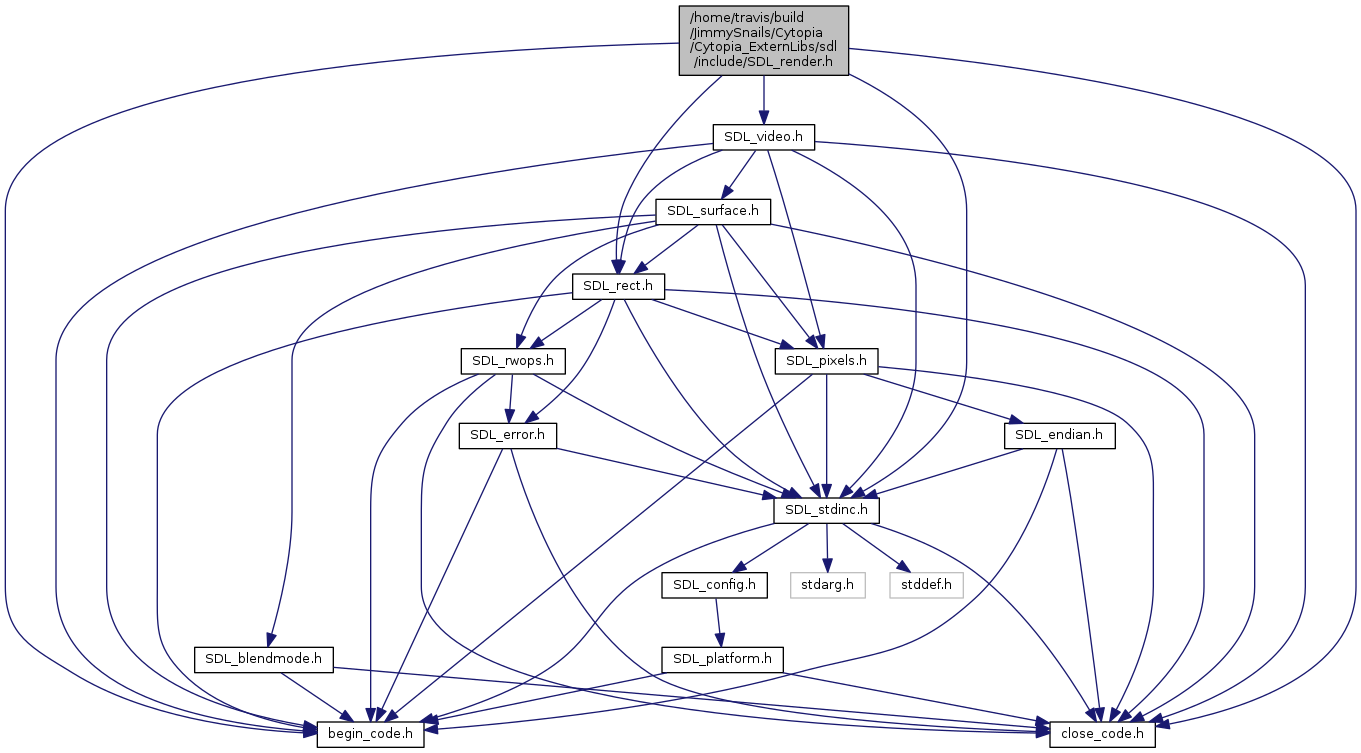 /home/travis/build
/JimmySnails/Cytopia
/Cytopia_ExternLibs/sdl
/include/SDL_render.h
SDL_video.h
SDL_surface.h
SDL_rect.h
SDL_rwops.h
SDL_pixels.h
SDL_error.h
SDL_endian.h
SDL_stdinc.h
SDL_config.h
stdarg.h
stddef.h
SDL_blendmode.h
SDL_platform.h
begin_code.h
close_code.h